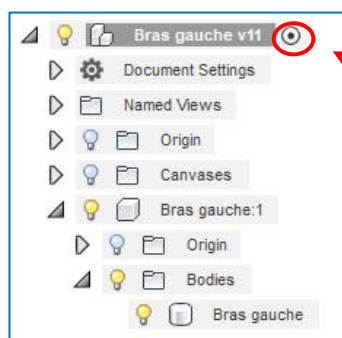 Bras gauche v11
Document Settings
Named Views
Origin
Canvases
Bras gauche:1
Origin
Bodies
Bras gauche